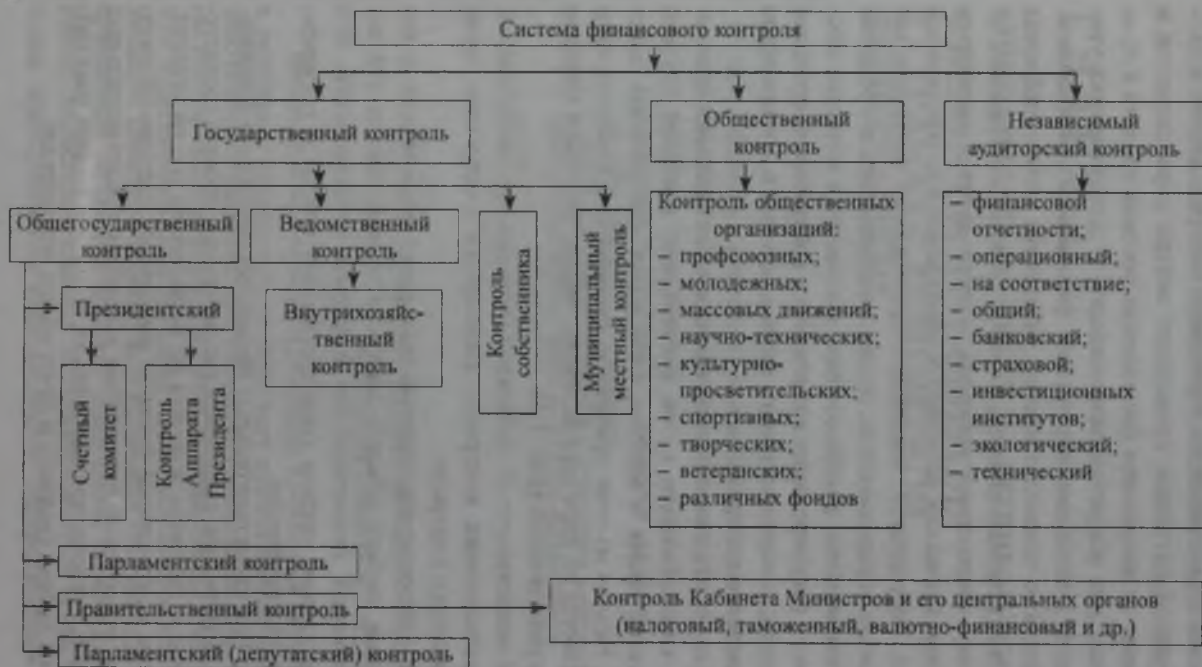 Система финансового контроля
Государственный контроль
Общественный
контроль
Независимый
аудиторский контроль
Общегосударственный
контроль
Ведомственный
контроль
Контроль
собственника
Муниципальный
местный контроль
Контроль общественных
организаций:
– профсоюзных;
– молодежных;
– массовых движений;
– научно-технических;
– культурно-
просветительских;
– спортивных;
– творческих;
– ветеранских;
– различных фондов
– финансовой
отчетности;
– операционный;
– на соответствие;
– общий;
– банковский;
– страховой;
– инвестиционных
институтов;
– экологический;
– технический
Президентский
Внутрихозяйс-
твенный
контроль
Счетный
комитет
Контроль
Аппарата
Президента
Парламентский контроль
Правительственный контроль
Контроль Кабинета Министров и его центральных органов
(налоговый, таможенный, валютно-финансовый и др.)
Парламентский (депутатский) контроль